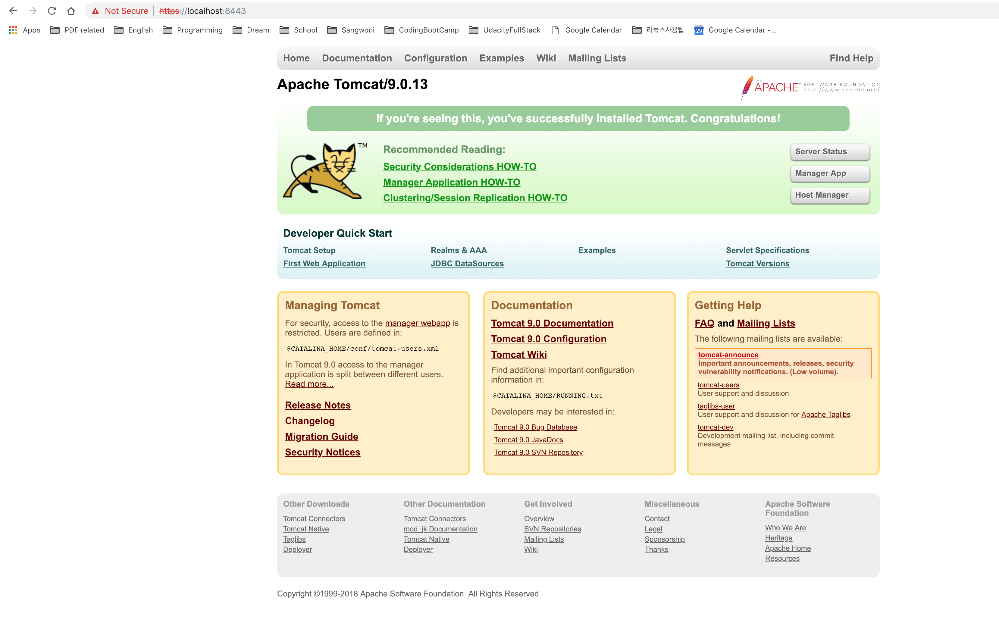 Not Secure | https://localhost:8443
Apps PDF related English Programming Dream School Sangwoni CodingBootCamp UdacityFullStack Google Calendar 리눅스사용팁 29 Google Calendar -...
Home Documentation Configuration Examples Wiki Mailing Lists Find Help
Apache Tomcat/9.0.13
THE
APACHE
SOFTWARE FOUNDATION
http://www.apache.org/
If you're seeing this, you've successfully installed Tomcat. Congratulations!
TM
Recommended Reading:
Security Considerations HOW-TO
Manager Application HOW-TO
Clustering/Session Replication HOW-TO
Server Status
Manager App
Host Manager
Developer Quick Start
Tomcat Setup
First Web Application
Realms & AAA
JDBC DataSources
Examples
Servlet Specifications
Tomcat Versions
Managing Tomcat
For security, access to the manager webapp is
restricted. Users are defined in:
$CATALINA_HOME/conf/tomcat-users.xml
In Tomcat 9.0 access to the manager
application is split between different users.
Read more...
Release Notes
Changelog
Migration Guide
Security Notices
Documentation
Tomcat 9.0 Documentation
Tomcat 9.0 Configuration
Tomcat Wiki
Find additional important configuration
information in:
$CATALINA_HOME/RUNNING.txt
Developers may be interested in:
Tomcat 9.0 Bug Database
Tomcat 9.0 JavaDocs
Tomcat 9.0 SVN Repository
Getting Help
FAQ and Mailing Lists
The following mailing lists are available:
tomcat-announce
Important announcements, releases, security
vulnerability notifications. (Low volume).
tomcat-users
User support and discussion
taglibs-user
User support and discussion for Apache Taglibs
tomcat-dev
Development mailing list, including commit
messages
Other Downloads
Tomcat Connectors
Tomcat Native
Taglibs
Deployer
Other Documentation
Tomcat Connectors
mod_jk Documentation
Tomcat Native
Deployer
Get Involved
Overview
SVN Repositories
Mailing Lists
Wiki
Miscellaneous
Contact
Legal
Sponsorship
Thanks
Apache Software
Foundation
Who We Are
Heritage
Apache Home
Resources
Copyright ©1999-2018 Apache Software Foundation. All Rights Reserved